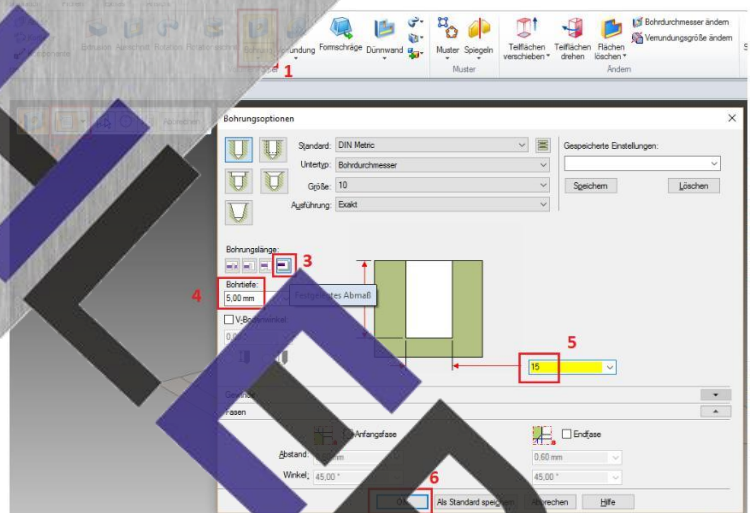 Bohrung
Formschräge
Dünnwand
Muster
Spiegeln
Teilflächen verschieben
Teilflächen drehen
Flächen löschen
Bohrdurchmesser ändern
Verrundungsgröße ändern
1
Muster
Ändern
Abbrechen
Bohrungsoptionen
Standard: DIN Metric
Gespeicherte Einstellungen:
Untertyp: Bohrdurchmesser
Größe: 10
Speichern
Löschen
Ausführung: Exakt
Bohrungslänge:
3
4
Bohrtiefe:
5,00 mm
Abmaß
5
15
Fasen
Anfangsfase
Endfase
Abstand:
0,60 mm
Winkel: 45,00 °
45,00 °
6
Als Standard
Hilfe